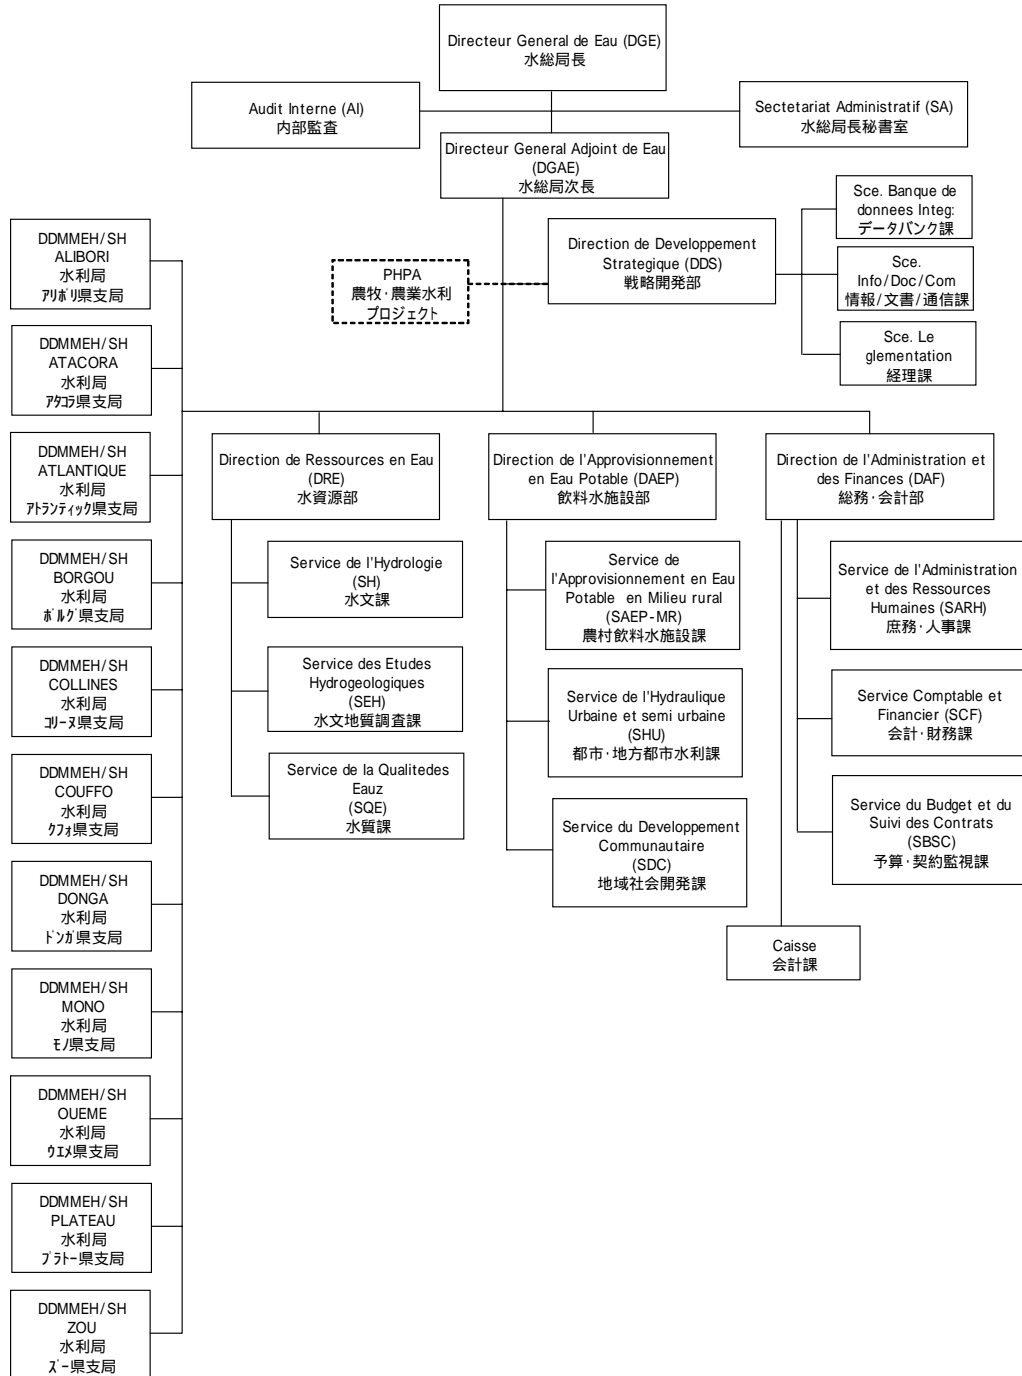 Directeur General de Eau (DGE)
水総局長
Audit Interne (AI)
内部監査
Sectetariat Administratif (SA)
水総局長秘書室
Directeur General Adjoint de Eau
(DGAE)
水総局次長
Sce. Banque de
donnees Integ:
データバンク課
Direction de Developpement
Strategique (DDS)
戦略開発部
PHPA
農牧･農業水利
プロジェクト
Sce.
Info/Doc/Com
情報/文書/通信課
Sce. Le
glementation
経理課
DDMMEH/SH
ALIBORI
水利局
ｱﾘﾎﾞﾘ県支局
DDMMEH/SH
ATACORA
水利局
ｱﾀｺﾗ県支局
DDMMEH/SH
ATLANTIQUE
水利局
ｱﾄﾗﾝﾃｨｯｸ県支局
DDMMEH/SH
BORGOU
水利局
ﾎﾞﾙｸﾞ県支局
DDMMEH/SH
COLLINES
水利局
ｺﾘｰﾇ県支局
DDMMEH/SH
COUFFO
水利局
ｸﾌｫ県支局
DDMMEH/SH
DONGA
水利局
ﾄﾞﾝｶﾞ県支局
DDMMEH/SH
MONO
水利局
ﾓﾉ県支局
DDMMEH/SH
OUEME
水利局
ｳｴﾒ県支局
DDMMEH/SH
PLATEAU
水利局
ﾌﾟﾗﾄｰ県支局
DDMMEH/SH
ZOU
水利局
ｽﾞｰ県支局
Direction de Ressources en Eau
(DRE)
水資源部
Service de l'Hydrologie
(SH)
水文課
Service des Etudes
Hydrogeologiques
(SEH)
水文地質調査課
Service de la Qualitedes
Eauz
(SQE)
水質課
Direction de l'Approvisionnement
en Eau Potable (DAEP)
飲料水施設部
Service de
l'Approvisionnement en Eau
Potable en Milieu rural
(SAEP-MR)
農村飲料水施設課
Service de l'Hydraulique
Urbaine et semi urbaine
(SHU)
都市･地方都市水利課
Service du Developpement
Communautaire
(SDC)
地域社会開発課
Direction de l'Administration et
des Finances (DAF)
総務･会計部
Service de l'Administration
et des Ressources
Humaines (SARH)
庶務･人事課
Service Comptable et
Financier (SCF)
会計･財務課
Service du Budget et du
Suivi des Contrats
(SBSC)
予算･契約監視課
Caisse
会計課